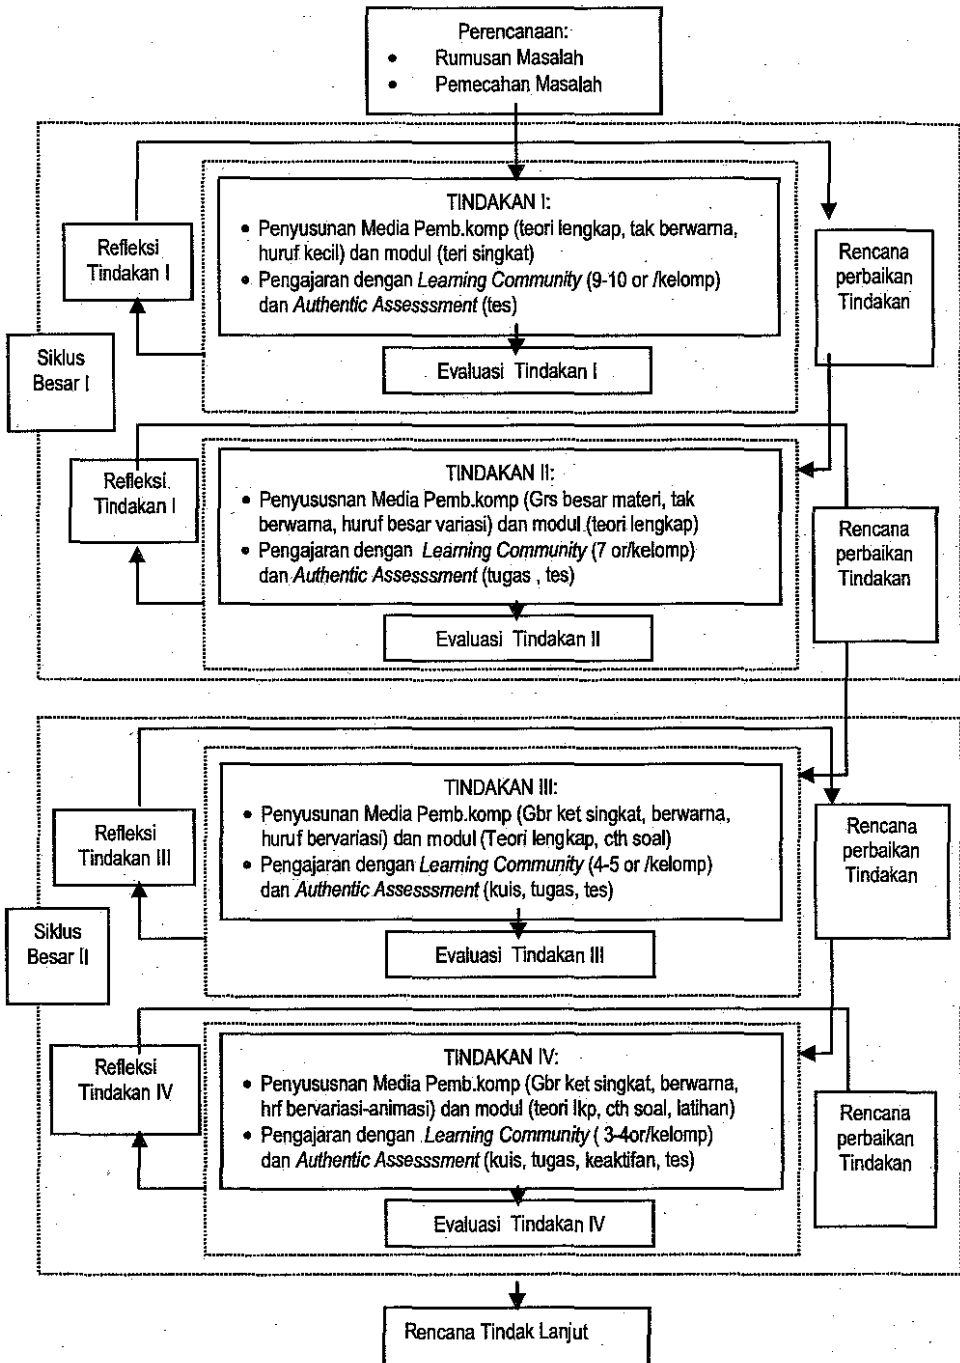 Perencanaan:
• Rumusan Masalah
• Pemecahan Masalah
TINDAKAN I:
• Penyusunan Media Pemb.komp (teori lengkap, tak berwarna,
huruf kecil) dan modul (teri singkat)
• Pengajaran dengan Learning Community (9-10 or /kelomp)
dan Authentic Assesssment (tes)
Refleksi
Tindakan I
Rencana
perbaikan
Tindakan
Evaluasi Tindakan I
Siklus
Besar I
TINDAKAN II:
• Penyususnan Media Pemb.komp (Grs besar materi, tak
berwarna, huruf besar variasi) dan modul (teori lengkap)
• Pengajaran dengan Learning Community (7 or/kelomp)
dan Authentic Assesssment (tugas , tes)
Refleksi
Tindakan I
Rencana
perbaikan
Tindakan
Evaluasi Tindakan II
TINDAKAN III:
• Penyusunan Media Pemb.komp (Gbr ket singkat, berwarna,
huruf bervariasi) dan modul (Teori lengkap, cth soal)
• Pengajaran dengan Learning Community (4-5 or /kelomp)
dan Authentic Assesssment (kuis, tugas, tes)
Refleksi
Tindakan III
Rencana
perbaikan
Tindakan
Evaluasi Tindakan III
Siklus
Besar II
TINDAKAN IV:
• Penyususnan Media Pemb.komp (Gbr ket singkat, berwarna,
hrf bervariasi-animasi) dan modul (teori lkp, cth soal, latihan)
• Pengajaran dengan Learning Community ( 3-4or/kelomp)
dan Authentic Assesssment (kuis, tugas, keaktifan, tes)
Refleksi
Tindakan IV
Rencana
perbaikan
Tindakan
Evaluasi Tindakan IV
Rencana Tindak Lanjut